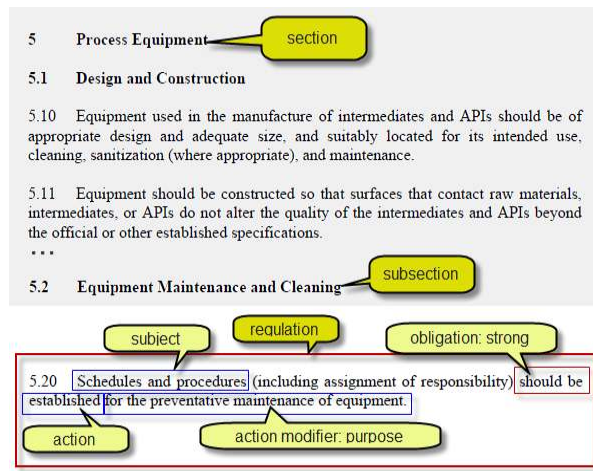 5 Process Equipment
section
5.1 Design and Construction
5.10 Equipment used in the manufacture of intermediates and APIs should be of
appropriate design and adequate size, and suitably located for its intended use,
cleaning, sanitization (where appropriate), and maintenance.
5.11 Equipment should be constructed so that surfaces that contact raw materials,
intermediates, or APIs do not alter the quality of the intermediates and APIs beyond
the official or other established specifications.
...
5.2 Equipment Maintenance and Cleaning
subsection
subject
regulation
obligation: strong
5.20 Schedules and procedures (including assignment of responsibility) should be
established for the preventative maintenance of equipment.
action
action modifier: purpose